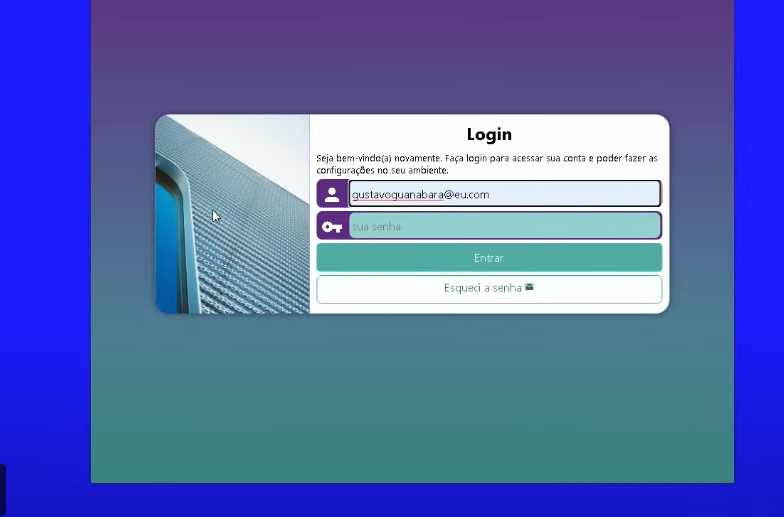 Login
Seja bem-vindo(a) novamente. Faça login para acessar sua conta e poder fazer as
configurações no seu ambiente.
gustavoguanabara@eu.com
sua senha
Entrar
Esqueci a senha